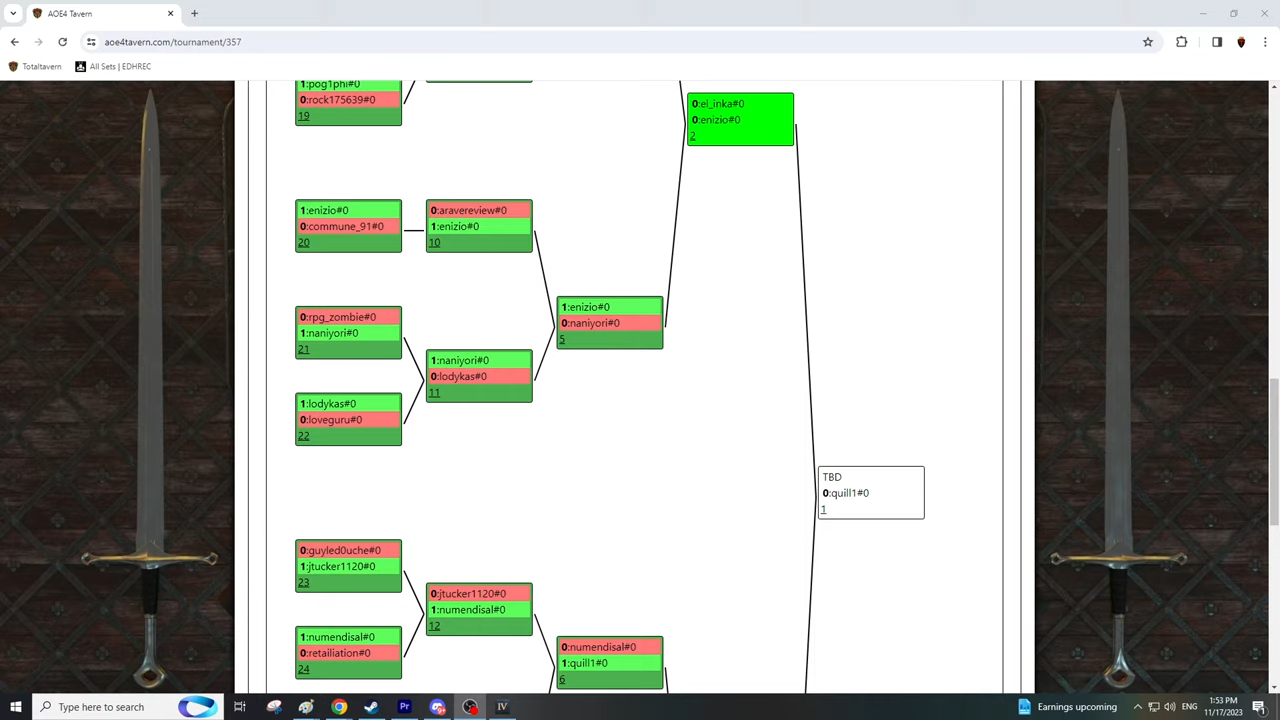 AOE4 Tavern
aoe4tavern.com/tournament/357
Totaltavern
All Sets | EDHREC
1:pog1phi#0
0:rock175639#0
19
0:el_inka#0
0:enizio#0
2
1:enizio#0
0:commune_91#0
20
0:aravereview#0
1:enizio#0
10
1:enizio#0
0:naniyori#0
5
0:rpg_zombie#0
1:naniyori#0
21
1:naniyori#0
0:lodykas#0
11
1:lodykas#0
0:loveguru#0
22
TBD
0:quill1#0
1
0:guyled0uche#0
1:jtucker1120#0
23
0:jtucker1120#0
1:numendisal#0
12
1:numendisal#0
0:retailiation#0
24
0:numendisal#0
1:quill1#0
6
Type here to search
Pr
IV
Earnings upcoming
ENG
1:53 PM
11/17/2023
1